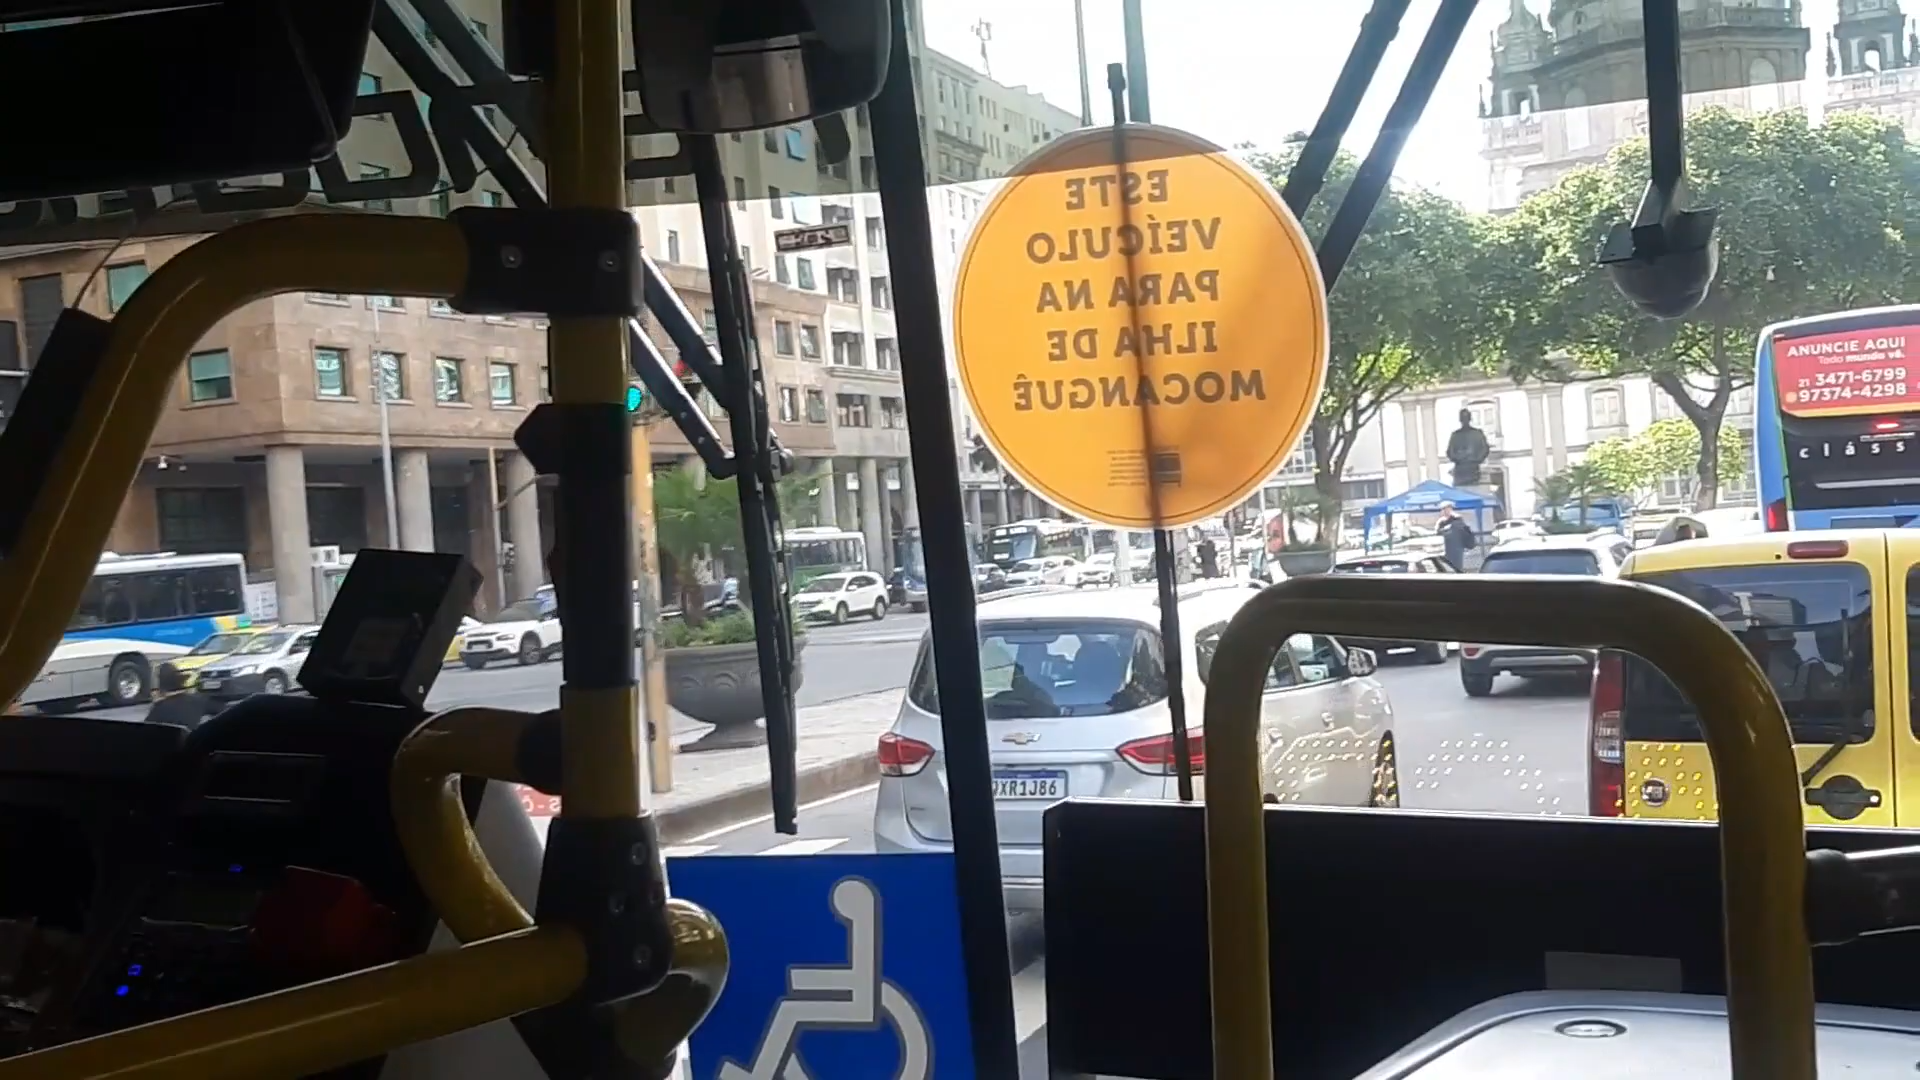 ESTE
VEÍCULO
PARA NA
ILHA DE
MOCANGUÊ
ANUNCIE AQUI
Todo mundo vê.
21 3471-6799
97374-4298
cláss
QXR1J86